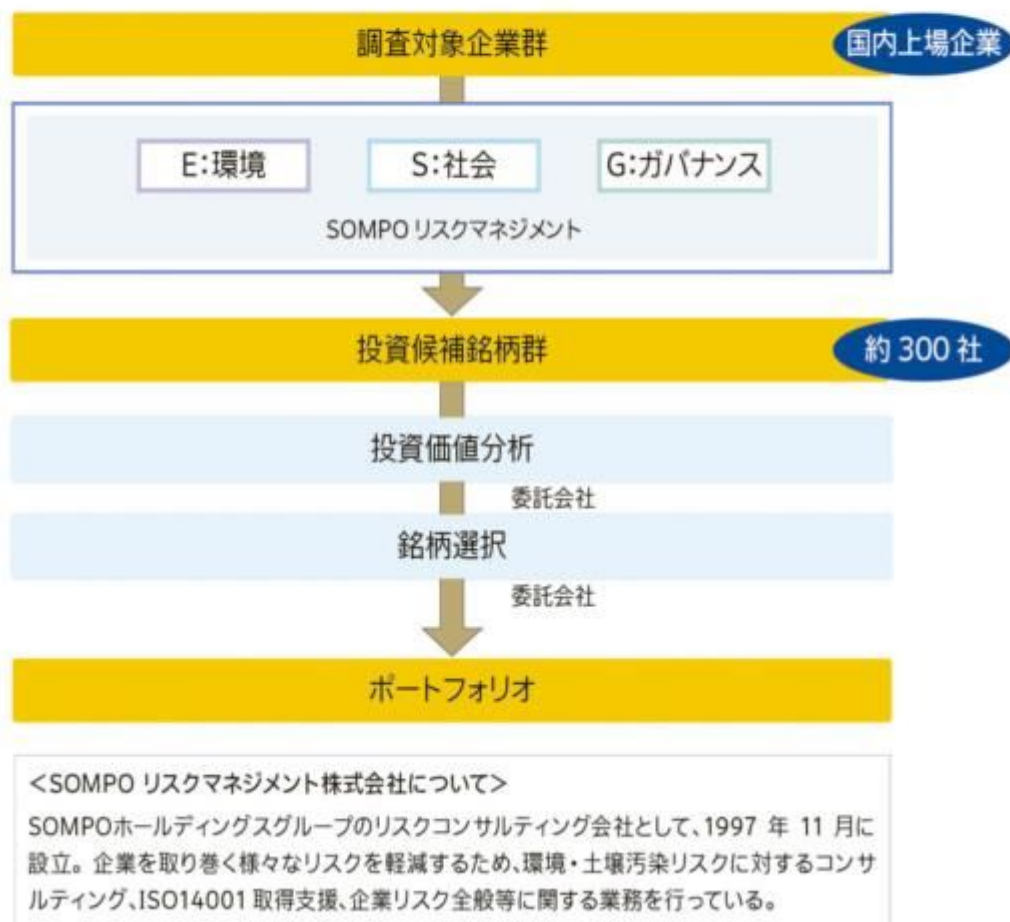 調査対象企業群
国内上場企業
E:環境
S:社会
G:ガバナンス
SOMPO リスクマネジメント
投資候補銘柄群
約 300 社
投資価値分析
委託会社
銘柄選択
委託会社
ポートフォリオ
<SOMPO リスクマネジメント株式会社について>
SOMPOホールディングスグループのリスクコンサルティング会社として、1997 年 11 月に
設立。企業を取り巻く様々なリスクを軽減するため、環境・土壌汚染リスクに対するコンサ
ルティング、ISO14001 取得支援、企業リスク全般等に関する業務を行っている。